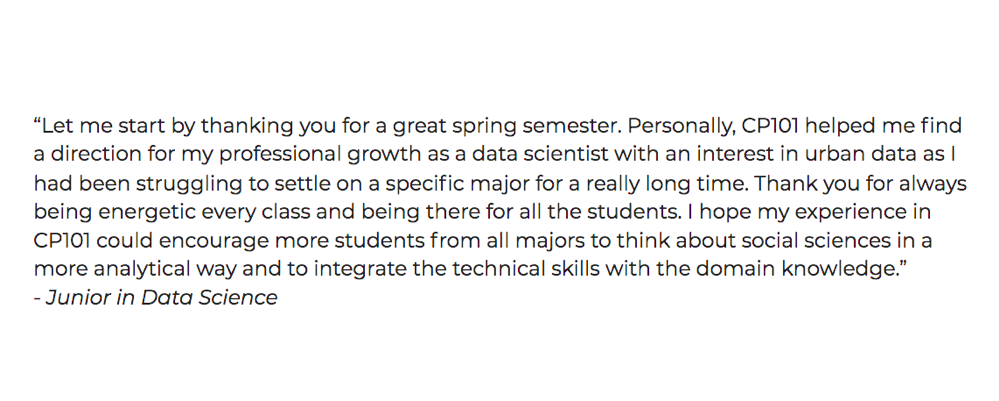 “Let me start by thanking you for a great spring semester. Personally, CP101 helped me find
a direction for my professional growth as a data scientist with an interest in urban data as I
had been struggling to settle on a specific major for a really long time. Thank you for always
being energetic every class and being there for all the students. I hope my experience in
CP101 could encourage more students from all majors to think about social sciences in a
more analytical way and to integrate the technical skills with the domain knowledge.”
- Junior in Data Science